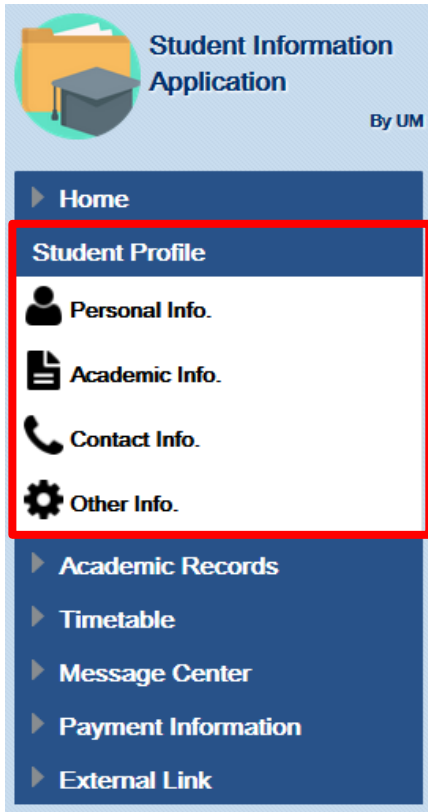 Student Information
Application
By UM
Home
Student Profile
Personal Info.
Academic Info.
Contact Info.
Other Info.
Academic Records
Timetable
Message Center
Payment Information
External Link